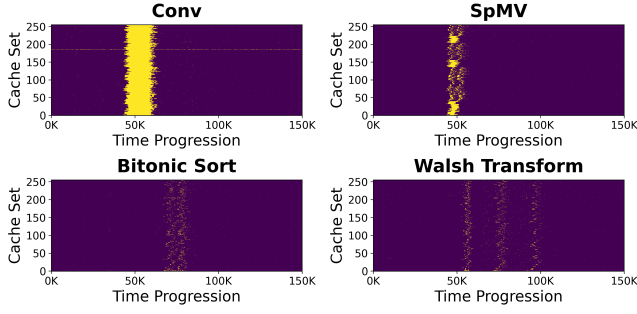 Conv
250
200
150
100
50
0
Cache Set
0K 50K 100K 150K
Time Progression
SpMV
250
200
150
100
50
0
Cache Set
0K 50K 100K 150K
Time Progression
Bitonic Sort
250
200
150
100
50
0
Cache Set
0K 50K 100K 150K
Time Progression
Walsh Transform
250
200
150
100
50
0
Cache Set
0K 50K 100K 150K
Time Progression